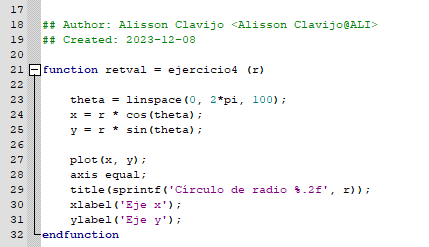 17
18 ## Author: Alisson Clavijo <Alisson Clavijo@ALI>
19 ## Created: 2023-12-08
20
21 function retval = ejercicio4 (r)
22
23 theta = linspace(0, 2*pi, 100);
24 x = r * cos(theta);
25 y = r * sin(theta);
26
27 plot(x, y);
28 axis equal;
29 title(sprintf('Círculo de radio %.2f', r));
30 xlabel('Eje x');
31 ylabel('Eje y');
32 endfunction